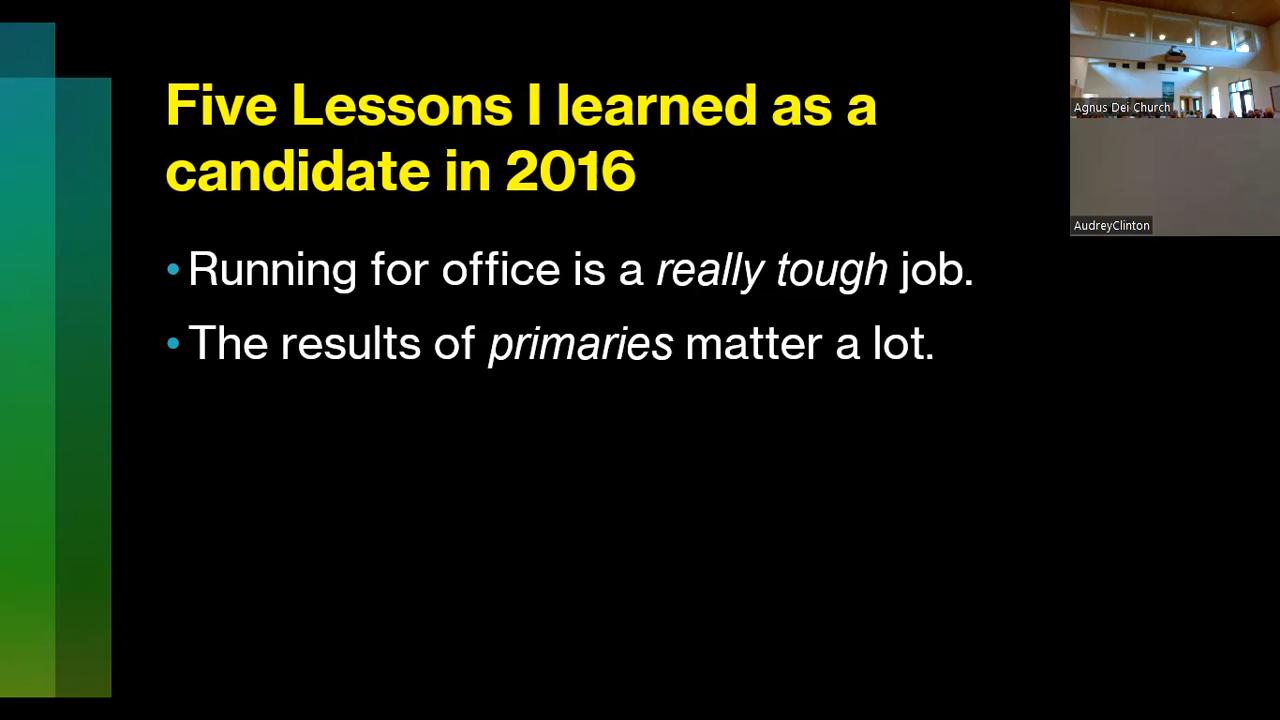 Five Lessons I learned as a
candidate in 2016
• Running for office is a really tough job.
• The results of primaries matter a lot.
Agnus Dei Church
AudreyClinton